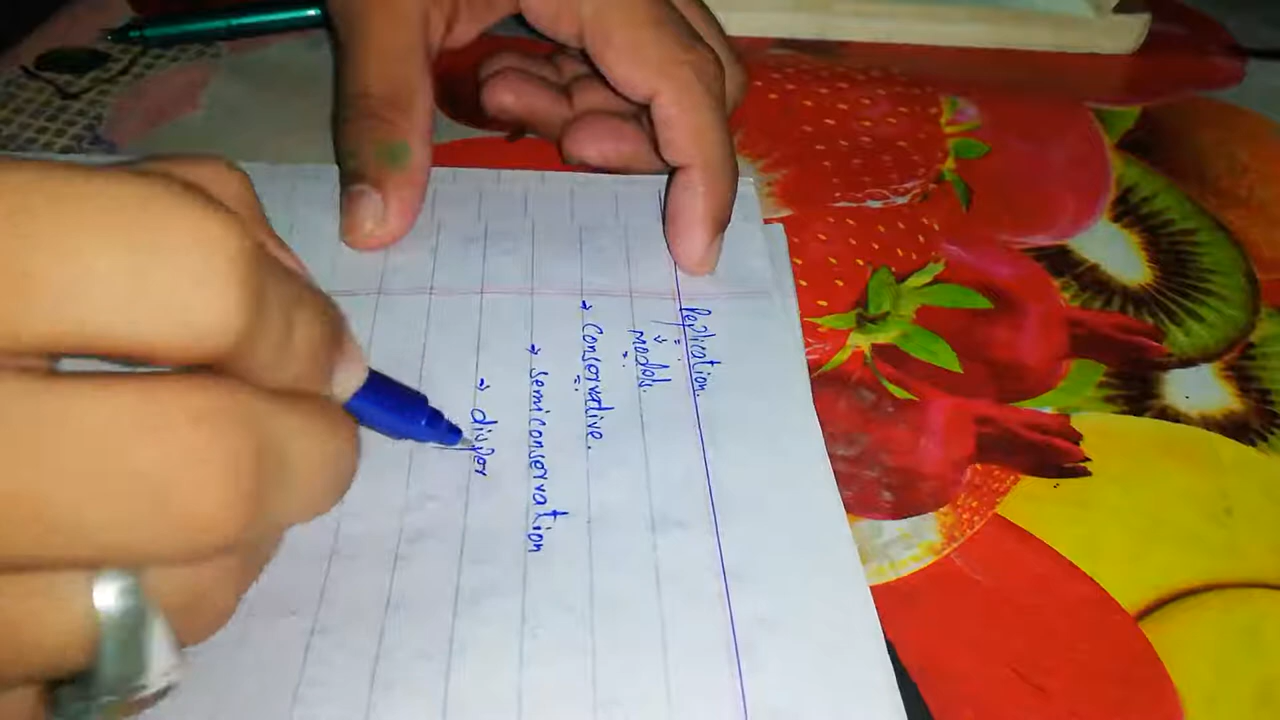 Replication.
models.
→ Conservative.
→ semiconservation
→ disper